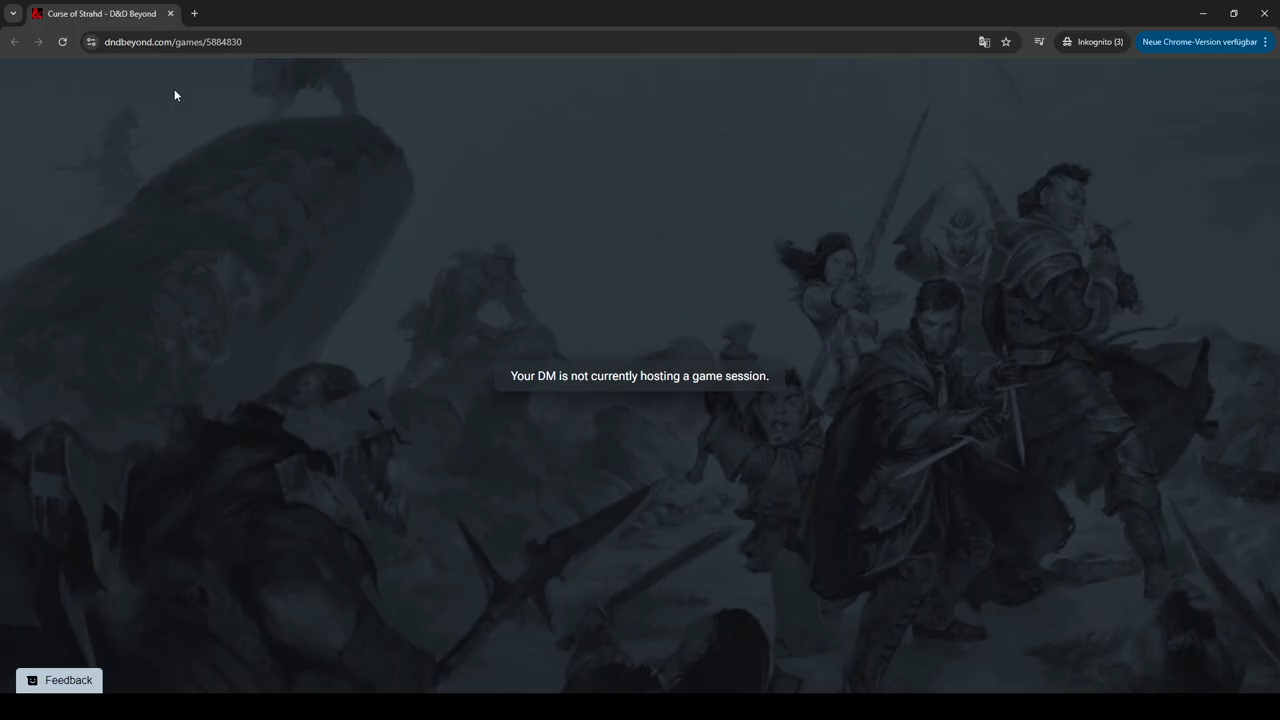 Curse of Strahd - D&D Beyond
dndbeyond.com/games/5884830
Inkognito (3)
Neue Chrome-Version verfügbar
Your DM is not currently hosting a game session.
Feedback